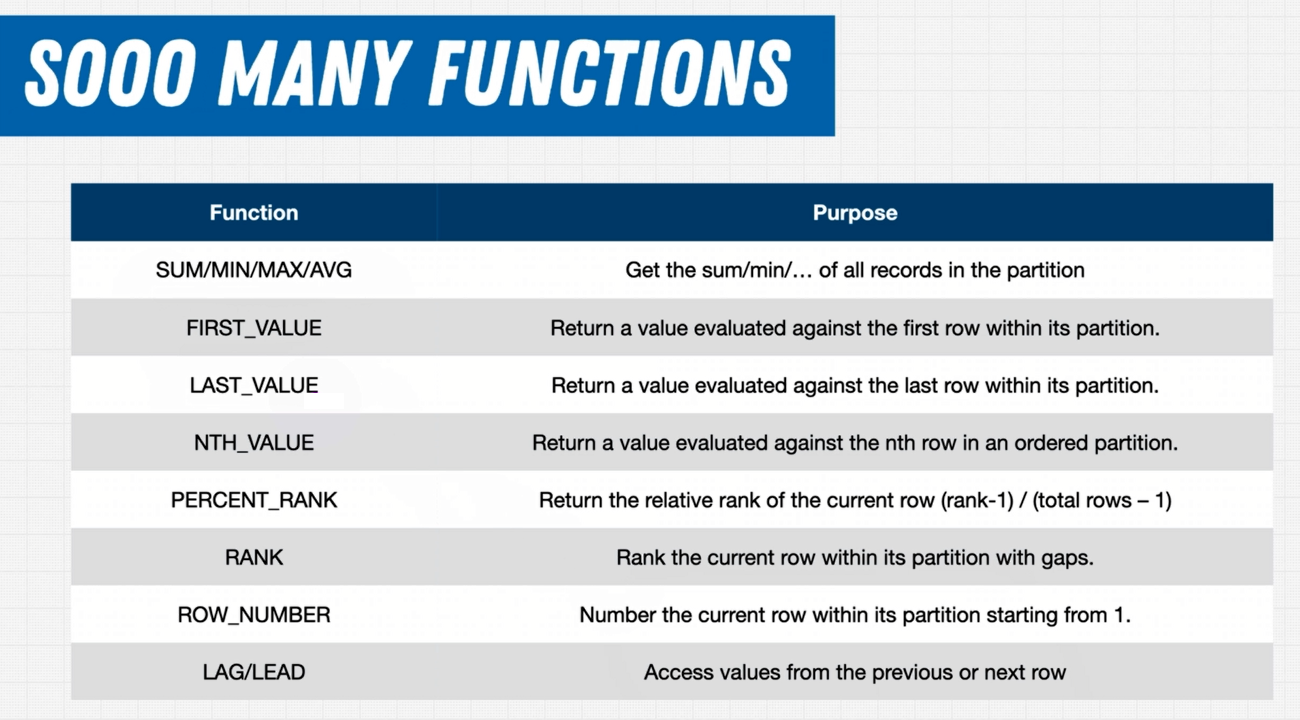 SOOO MANY FUNCTIONS
Function Purpose
SUM/MIN/MAX/AVG Get the sum/min/… of all records in the partition
FIRST_VALUE Return a value evaluated against the first row within its partition.
LAST_VALUE Return a value evaluated against the last row within its partition.
NTH_VALUE Return a value evaluated against the nth row in an ordered partition.
PERCENT_RANK Return the relative rank of the current row (rank-1) / (total rows – 1)
RANK Rank the current row within its partition with gaps.
ROW_NUMBER Number the current row within its partition starting from 1.
LAG/LEAD Access values from the previous or next row